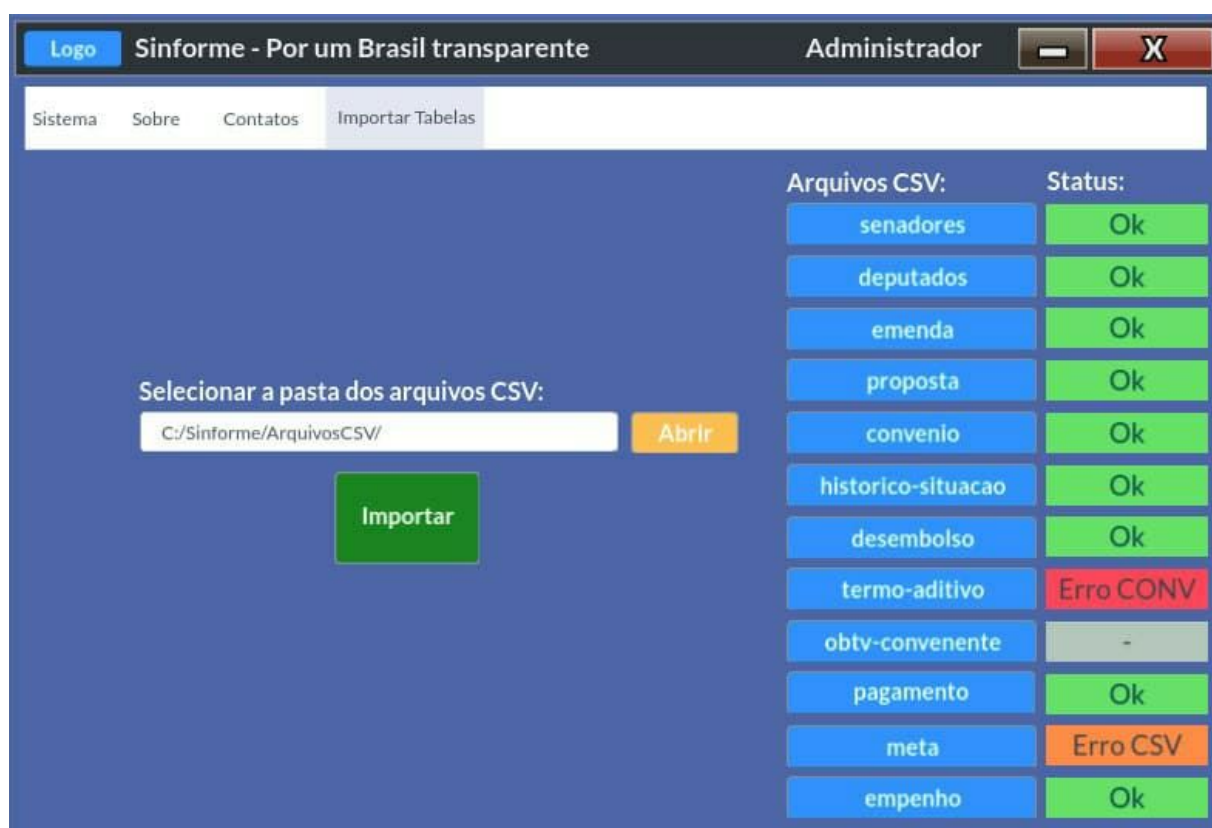 Logo Sinforme - Por um Brasil transparente Administrador X
Sistema Sobre Contatos Importar Tabelas
Arquivos CSV: Status:
senadores Ok
deputados Ok
emenda Ok
proposta Ok
Selecionar a pasta dos arquivos CSV:
C:/Sinforme/ArquivosCSV/ Abrir
convenio Ok
historico-situacao Ok
Importar
desembolso Ok
termo-aditivo Erro CONV
obtv-convenente -
pagamento Ok
meta Erro CSV
empenho Ok